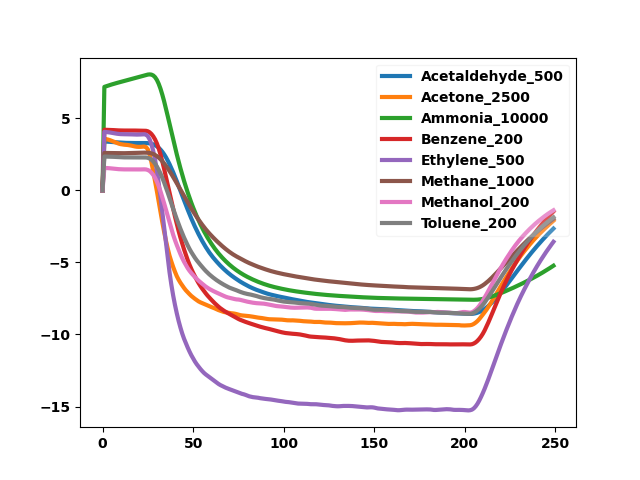 Acetaldehyde_500
Acetone_2500
Ammonia_10000
Benzene_200
Ethylene_500
Methane_1000
Methanol_200
Toluene_200
5
0
−5
−10
−15
0 50 100 150 200 250